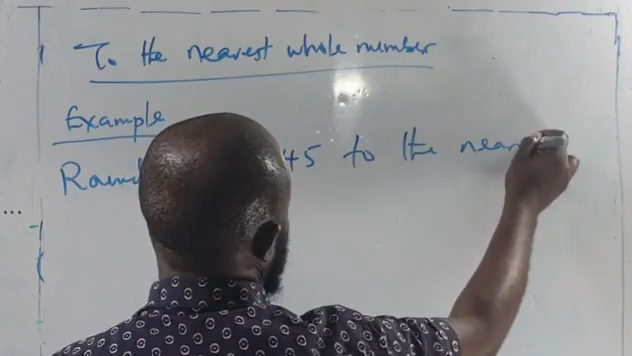 To the nearest whole number
Example
Round 45 to the near